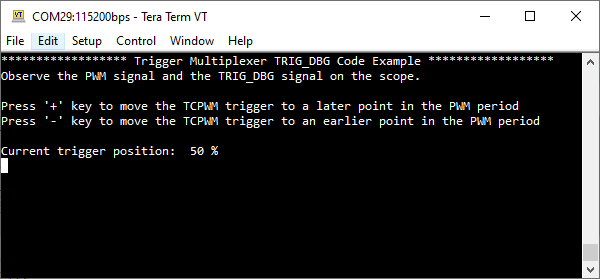 COM29:115200bps - Tera Term VT
File Edit Setup Control Window Help
***************** Trigger Multiplexer TRIG_DBG Code Example *****************
Observe the PWM signal and the TRIG_DBG signal on the scope.
Press '+' key to move the TCPWM trigger to a later point in the PWM period
Press '-' key to move the TCPWM trigger to an earlier point in the PWM period
Current trigger position:  50 %